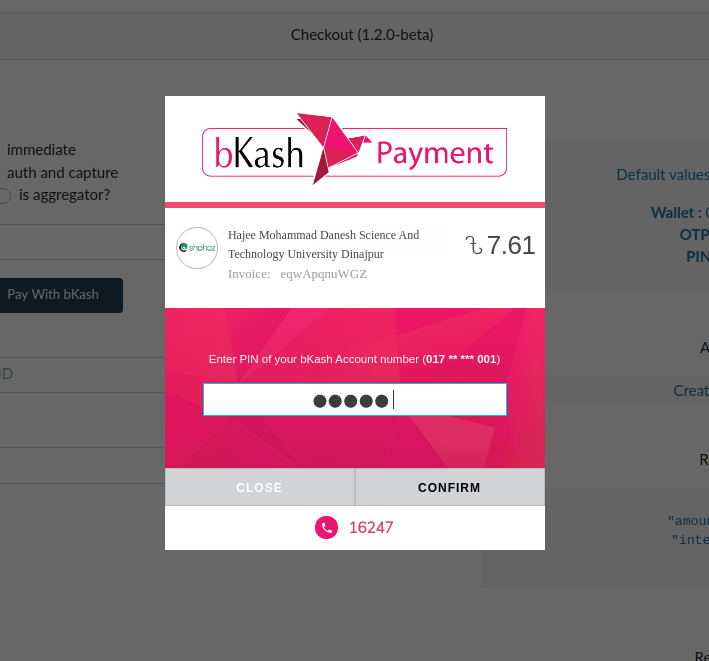 Checkout (1.2.0-beta)
immediate
auth and capture
is aggregator?
Pay With bKash
bKash Payment
eshohoz
Hajee Mohammad Danesh Science And
Technology University Dinajpur
Invoice: eqwApqnuWGZ
৳ 7.61
Enter PIN of your bKash Account number (017 ** *** 001)
●●●●●
CLOSE
CONFIRM
16247
Default values
Wallet :
OTP
PIN
Creat
"amoun
"inte
Re